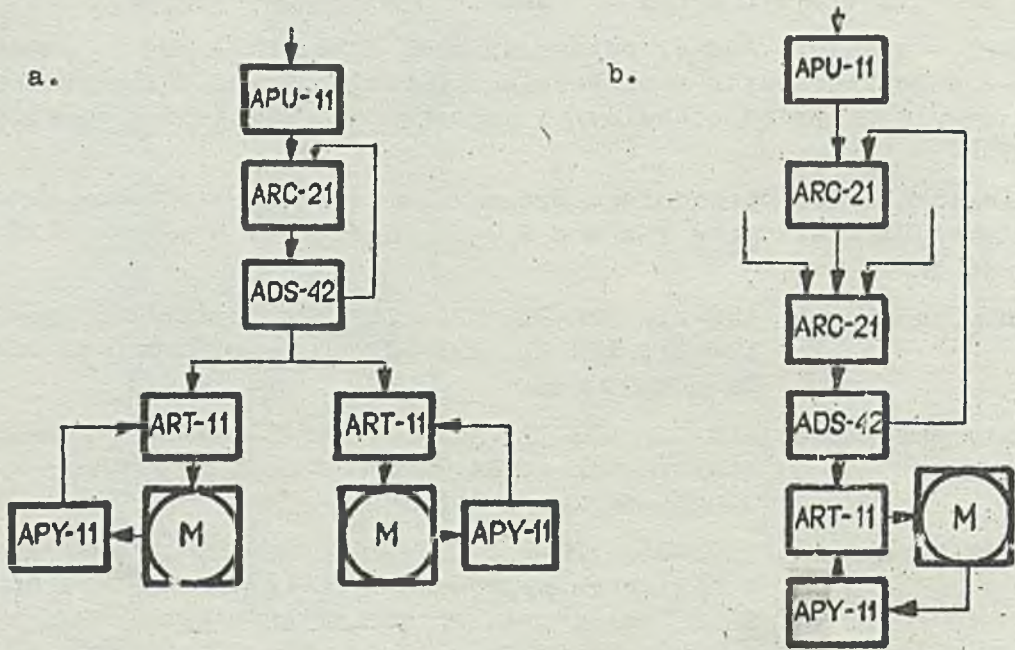 a.
APU-11
ARC-21
ADS-42
ART-11 ART-11
APY-11 M M APY-11
b.
APU-11
ARC-21
ARC-21
ADS-42
ART-11 M
APY-11